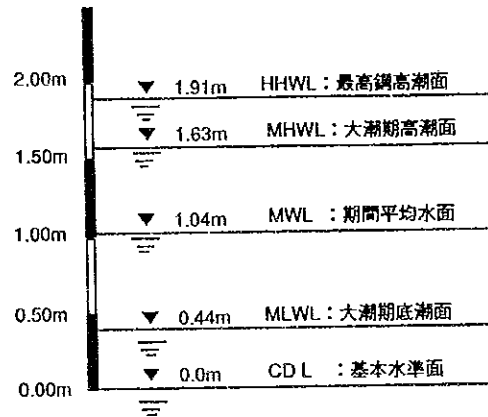 2.00m
1.91m HHWL：最高鋼高潮面
1.63m MHWL：大潮期高潮面
1.50m
1.04m MWL ：期間平均水面
1.00m
0.50m
0.44m MLWL：大潮期底潮面
0.0m CD L ：基本水準面
0.00m